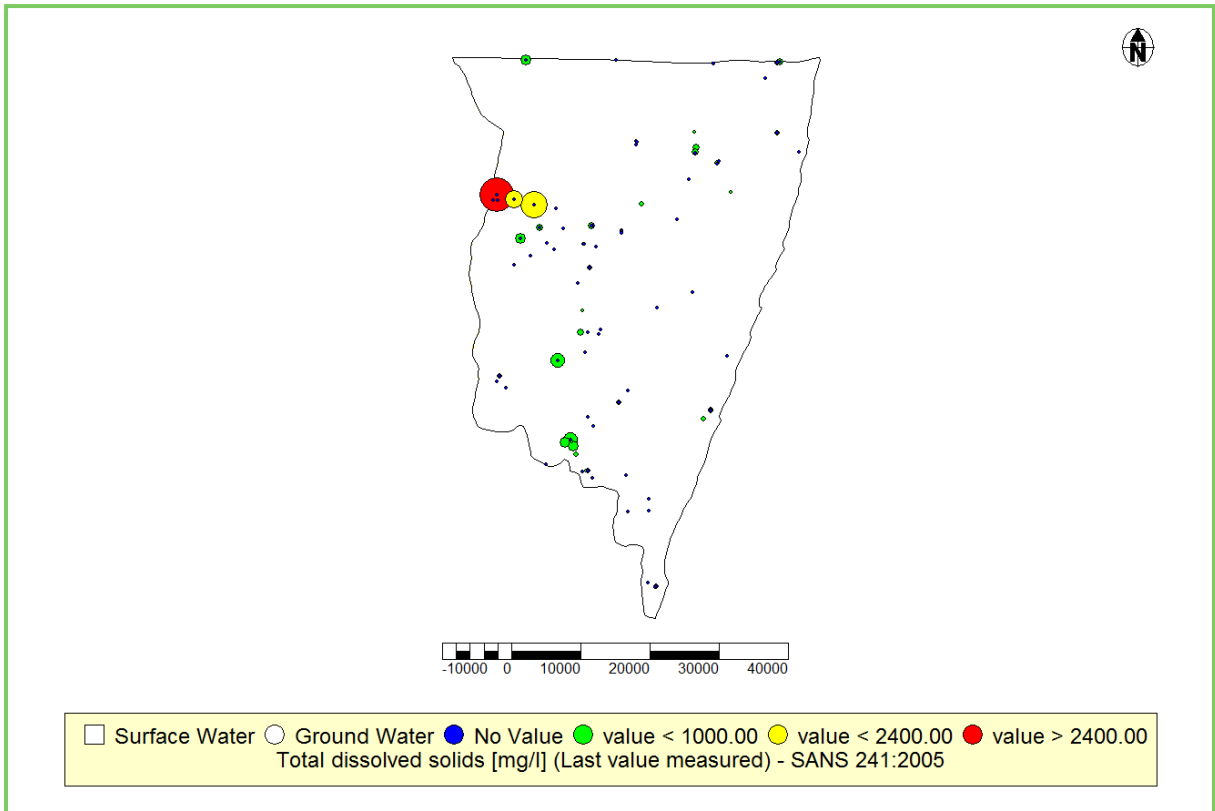 N
-10000 0 10000 20000 30000 40000
Surface Water Ground Water No Value value < 1000.00 value < 2400.00 value > 2400.00
Total dissolved solids [mg/l] (Last value measured) - SANS 241:2005